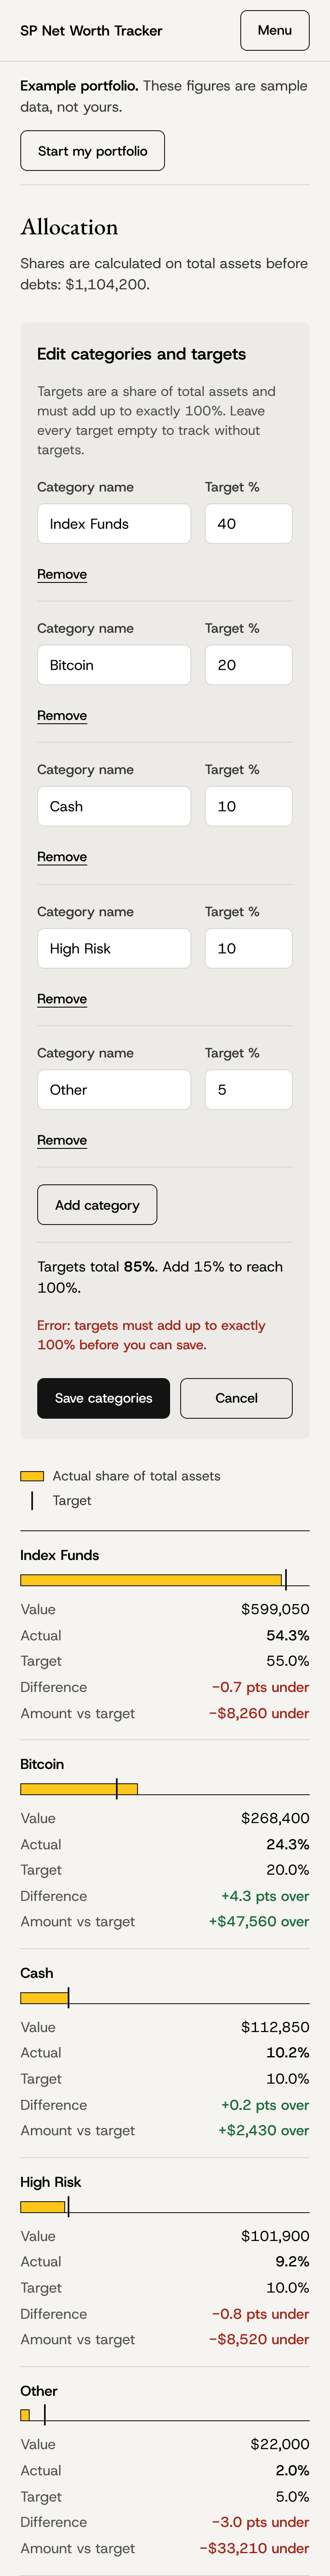 SP Net Worth Tracker
Menu
Example portfolio. These figures are sample
data, not yours.
Start my portfolio
Allocation
Shares are calculated on total assets before
debts: $1,104,200.
Edit categories and targets
Targets are a share of total assets and
must add up to exactly 100%. Leave
every target empty to track without
targets.
Category name Target %
Index Funds 40
Remove
Category name Target %
Bitcoin 20
Remove
Category name Target %
Cash 10
Remove
Category name Target %
High Risk 10
Remove
Category name Target %
Other 5
Remove
Add category
Targets total 85%. Add 15% to reach
100%.
Error: targets must add up to exactly
100% before you can save.
Save categories Cancel
Actual share of total assets
Target
Index Funds
Value $599,050
Actual 54.3%
Target 55.0%
Difference −0.7 pts under
Amount vs target −$8,260 under
Bitcoin
Value $268,400
Actual 24.3%
Target 20.0%
Difference +4.3 pts over
Amount vs target +$47,560 over
Cash
Value $112,850
Actual 10.2%
Target 10.0%
Difference +0.2 pts over
Amount vs target +$2,430 over
High Risk
Value $101,900
Actual 9.2%
Target 10.0%
Difference −0.8 pts under
Amount vs target −$8,520 under
Other
Value $22,000
Actual 2.0%
Target 5.0%
Difference −3.0 pts under
Amount vs target −$33,210 under